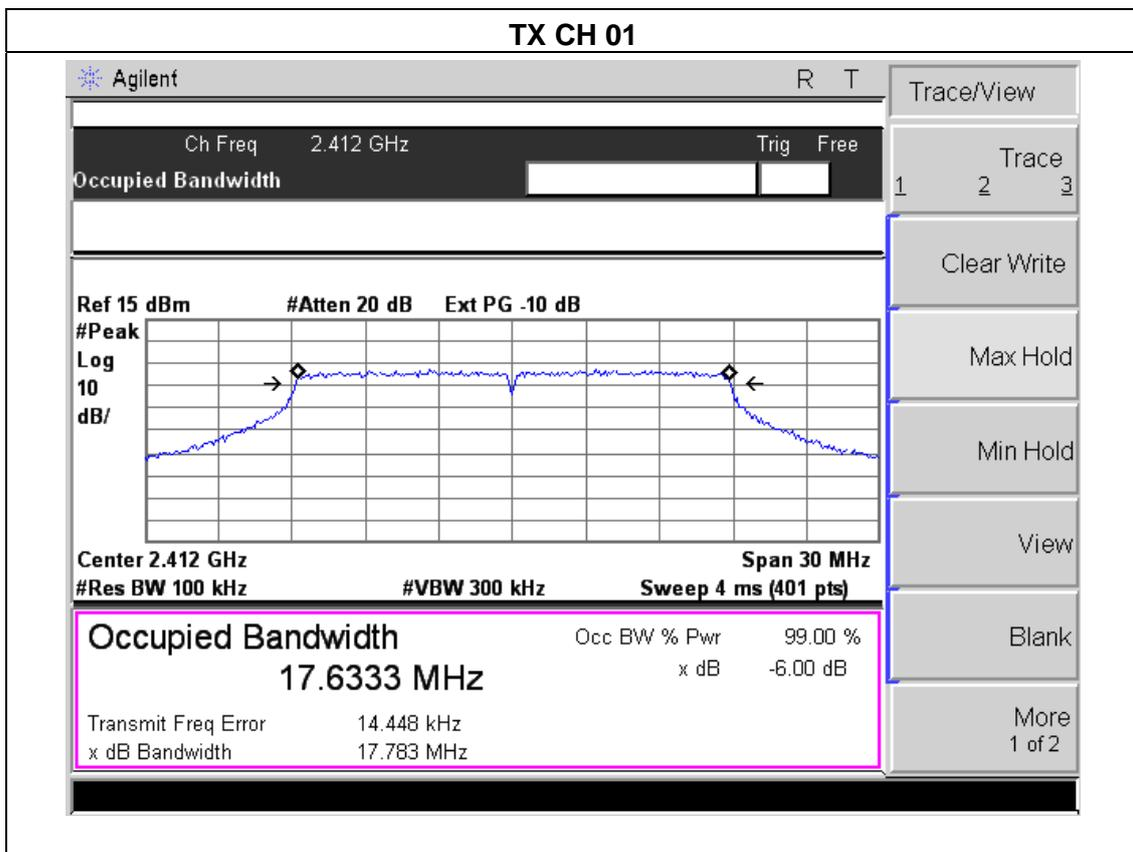 TX CH 01
Agilent R T
Ch Freq 2.412 GHz Trig Free
Occupied Bandwidth
Ref 15 dBm #Atten 20 dB Ext PG -10 dB
#Peak
Log
10
dB/
Center 2.412 GHz Span 30 MHz
#Res BW 100 kHz #VBW 300 kHz Sweep 4 ms (401 pts)
Occupied Bandwidth Occ BW % Pwr 99.00 %
17.6333 MHz x dB -6.00 dB
Transmit Freq Error 14.448 kHz
x dB Bandwidth 17.783 MHz
Trace/View
Trace
1 2 3
Clear Write
Max Hold
Min Hold
View
Blank
More
1 of 2